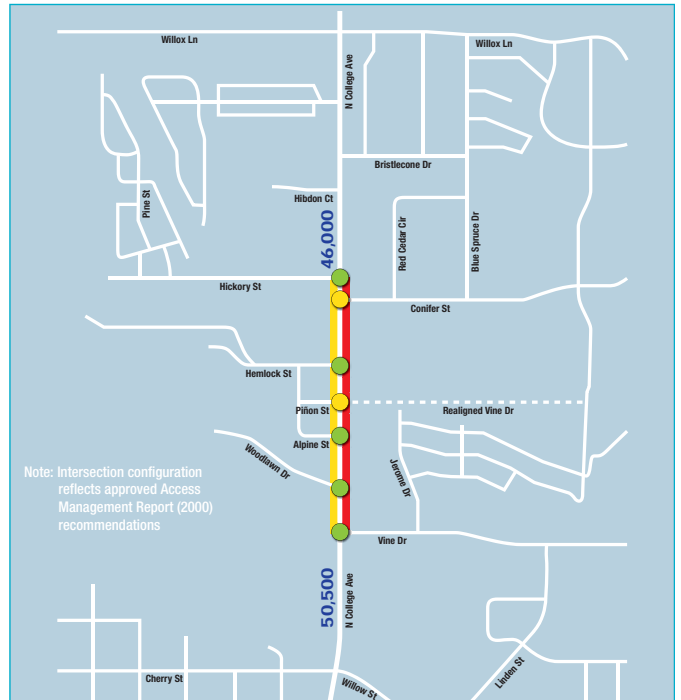 Willox Ln
Willox Ln
N College Ave
Bristlecone Dr
Pine St
Hibdon Ct
46,000
Red Cedar Cir
Blue Spruce Dr
Hickory St
Conifer St
Hemlock St
Piñon St
Realigned Vine Dr
Alpine St
Woodlawn Dr
Jerome Dr
Note: Intersection configuration
reflects approved Access
Management Report (2000)
recommendations
Vine Dr
50,500
N College Ave
Cherry St
Willow St
Linden St